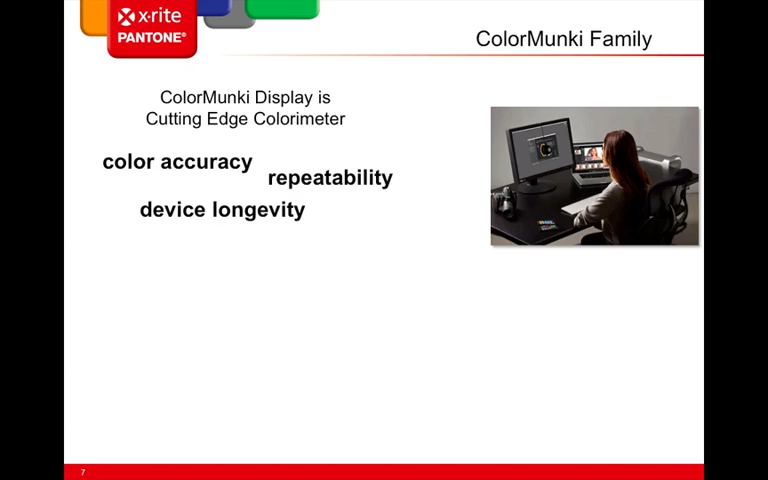 x·rite
PANTONE®
ColorMunki Family
ColorMunki Display is
Cutting Edge Colorimeter
color accuracy
repeatability
device longevity
7